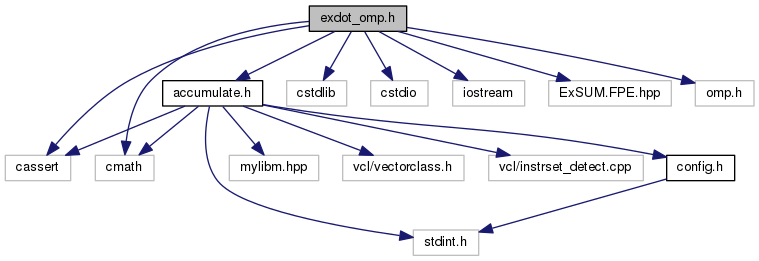 exdot_omp.h
accumulate.h
cstdlib
cstdio
iostream
ExSUM.FPE.hpp
omp.h
cassert
cmath
mylibm.hpp
vcl/vectorclass.h
vcl/instrset_detect.cpp
config.h
stdint.h